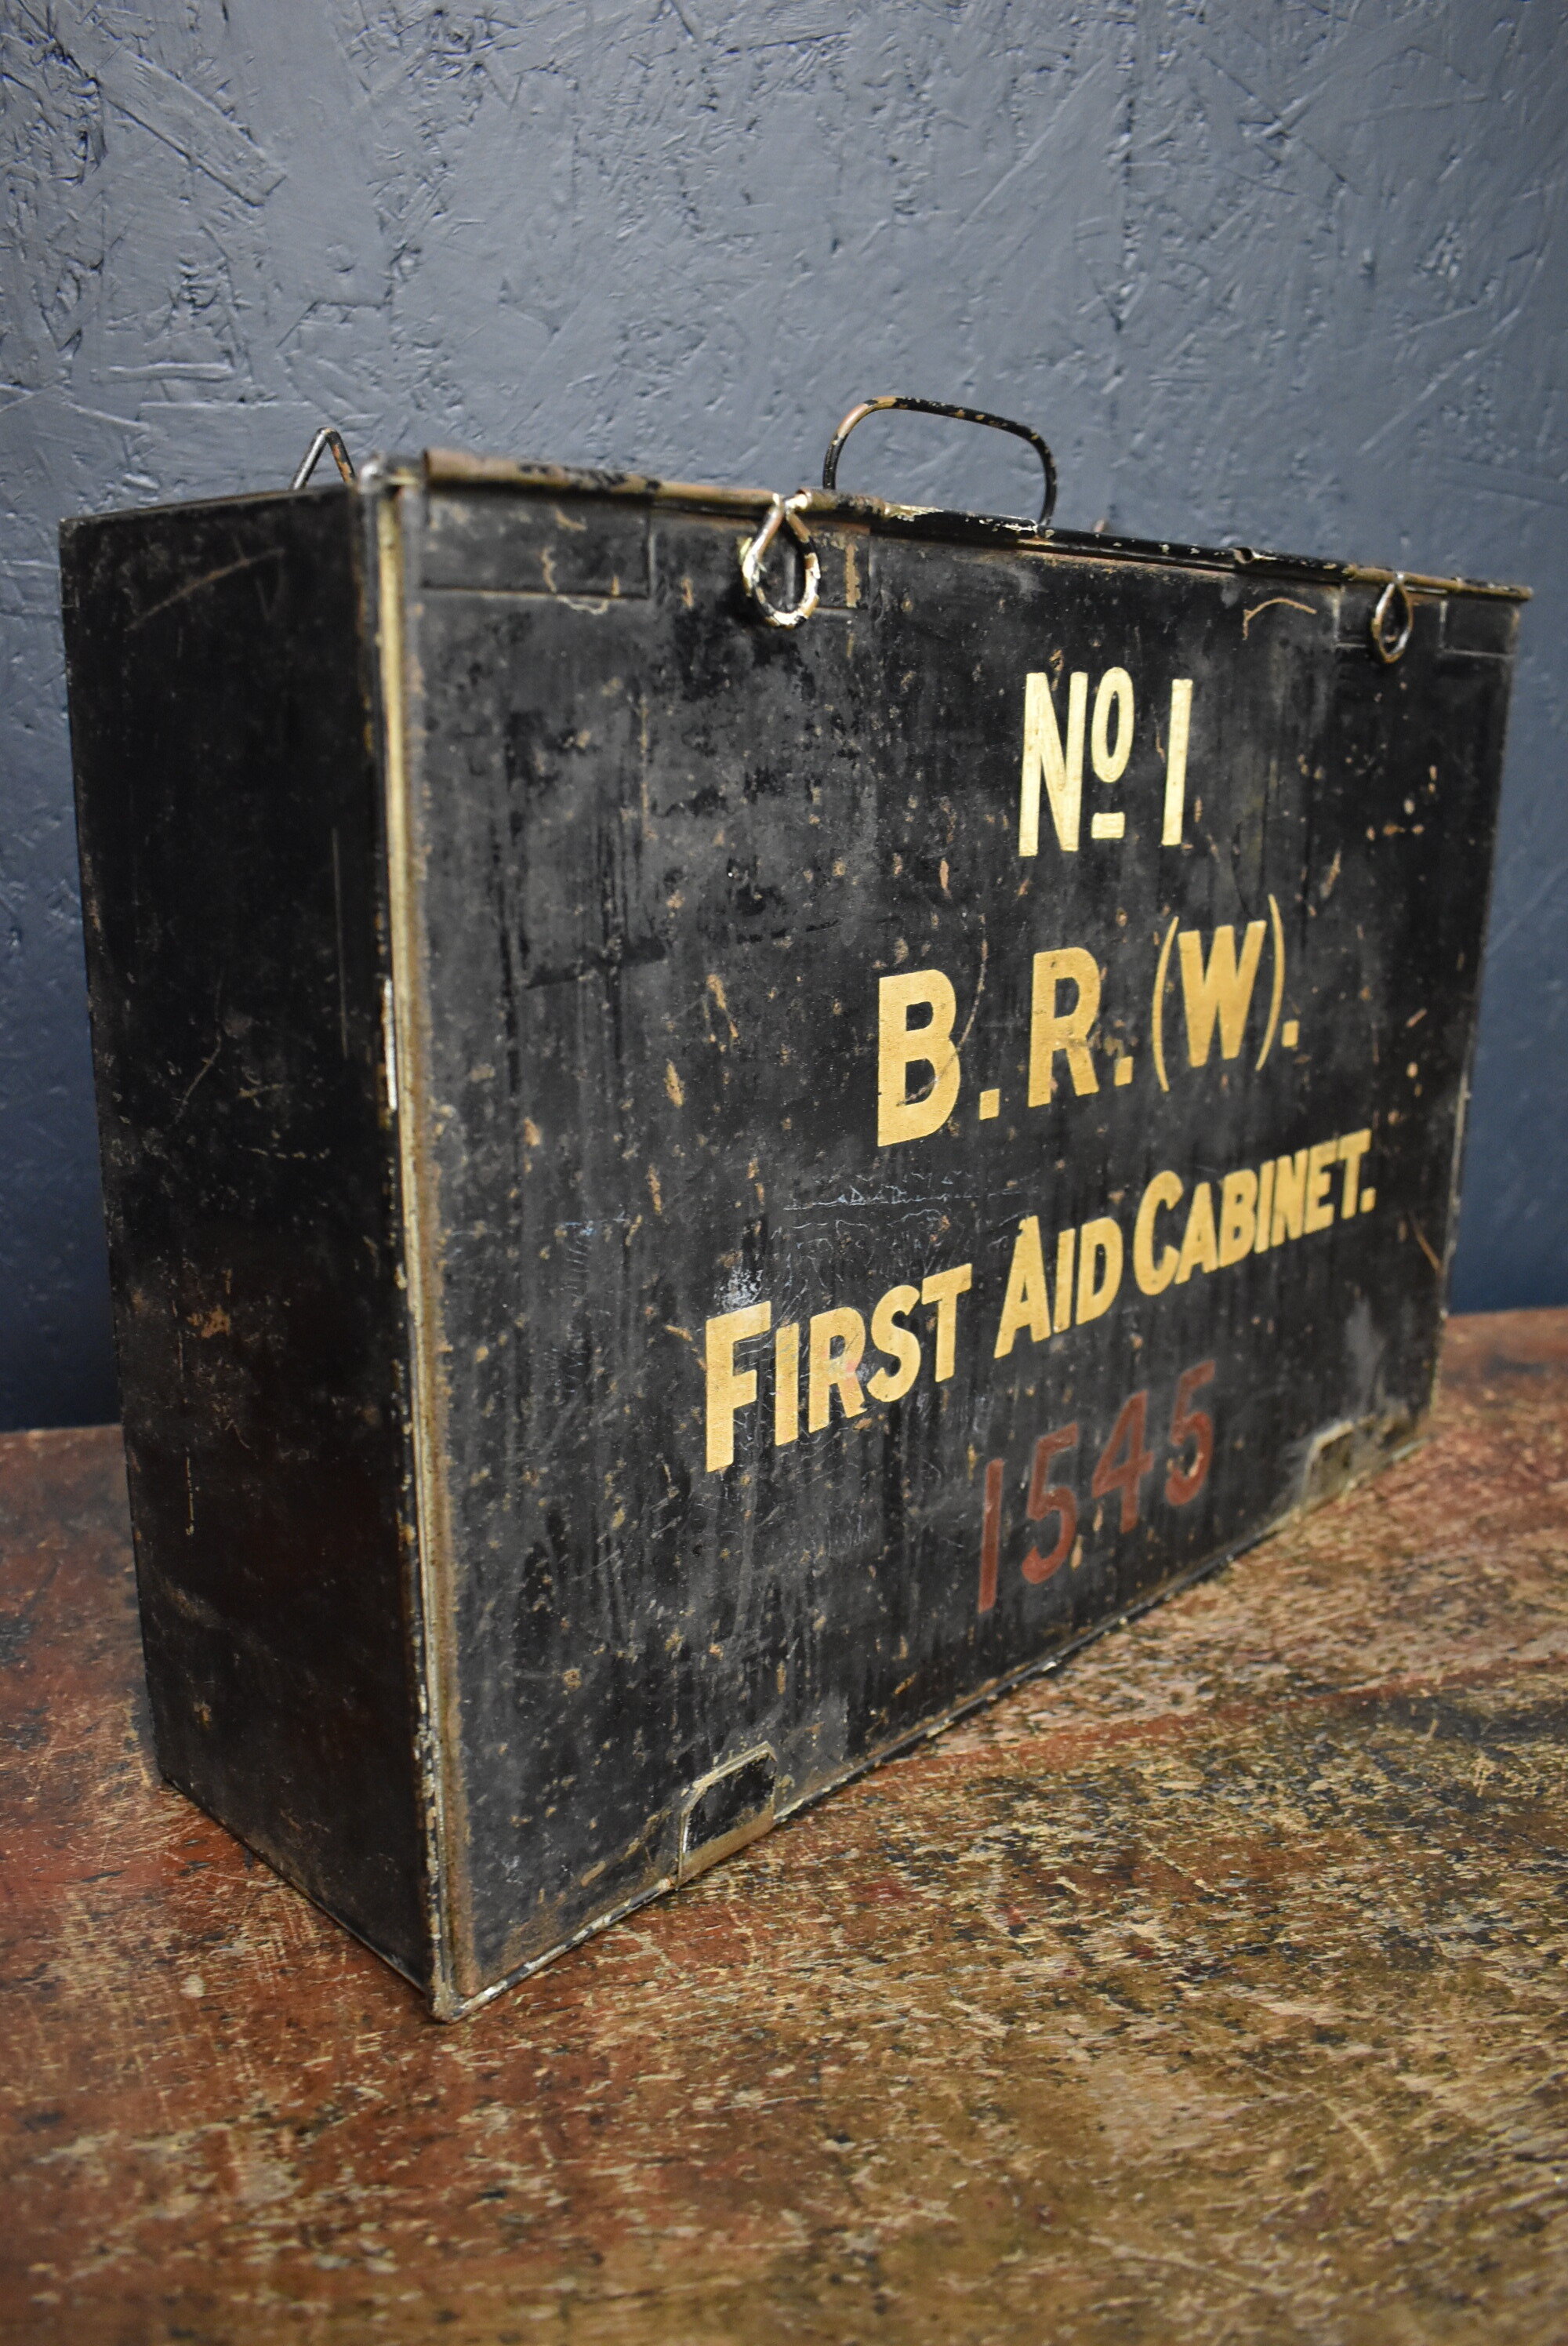 Nº 1
B.R.(W).
FIRST AID CABINET.
1545